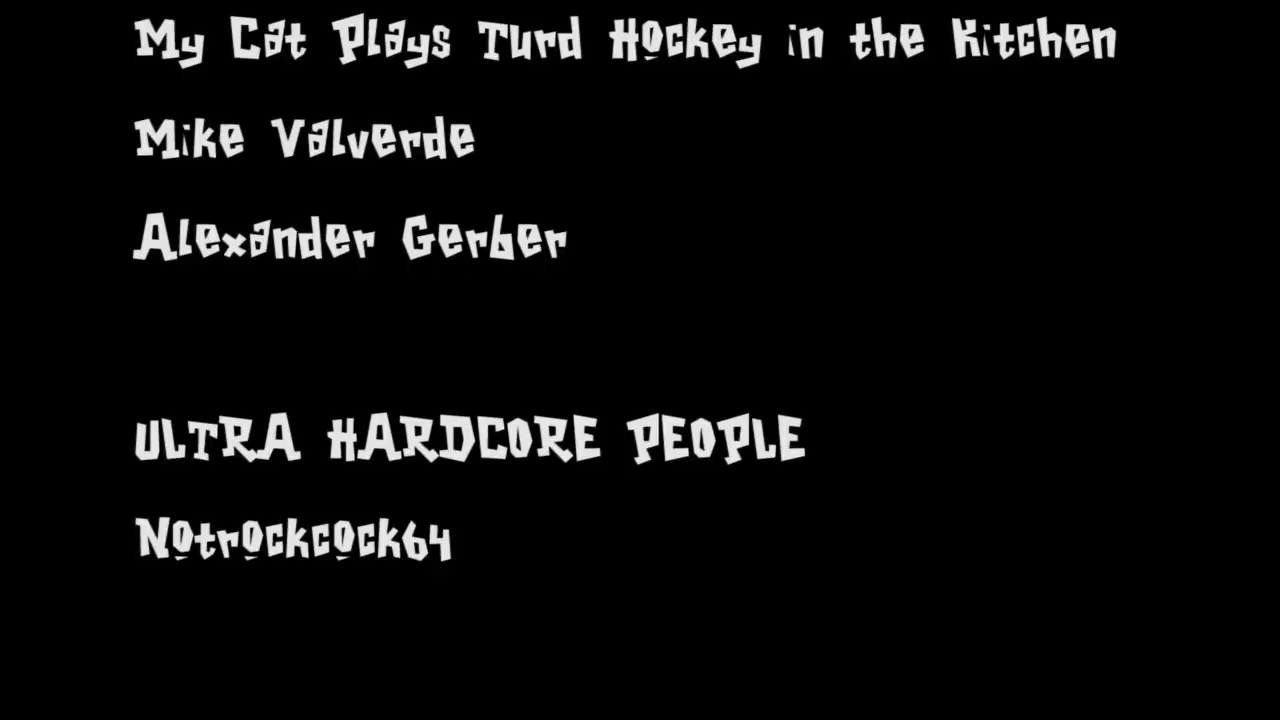 My Cat Plays Turd Hockey in the Kitchen
Mike Valverde
Alexander Gerber
ULTRA HARDCORE PEOPLE
Notrockcock64